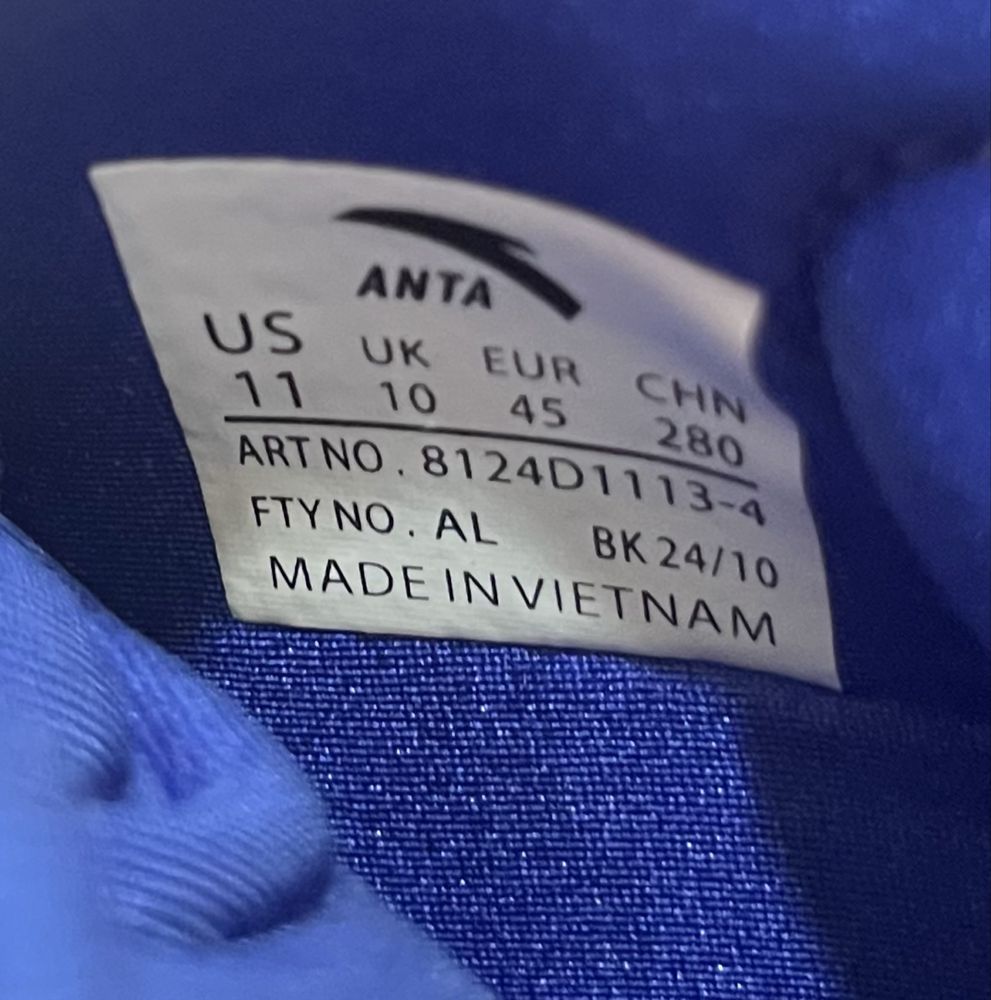 ANTA
US UK EUR CHN
11 10 45 280
ART NO. 8124D1113-4
FTY NO. AL BK 24/10
MADE IN VIETNAM